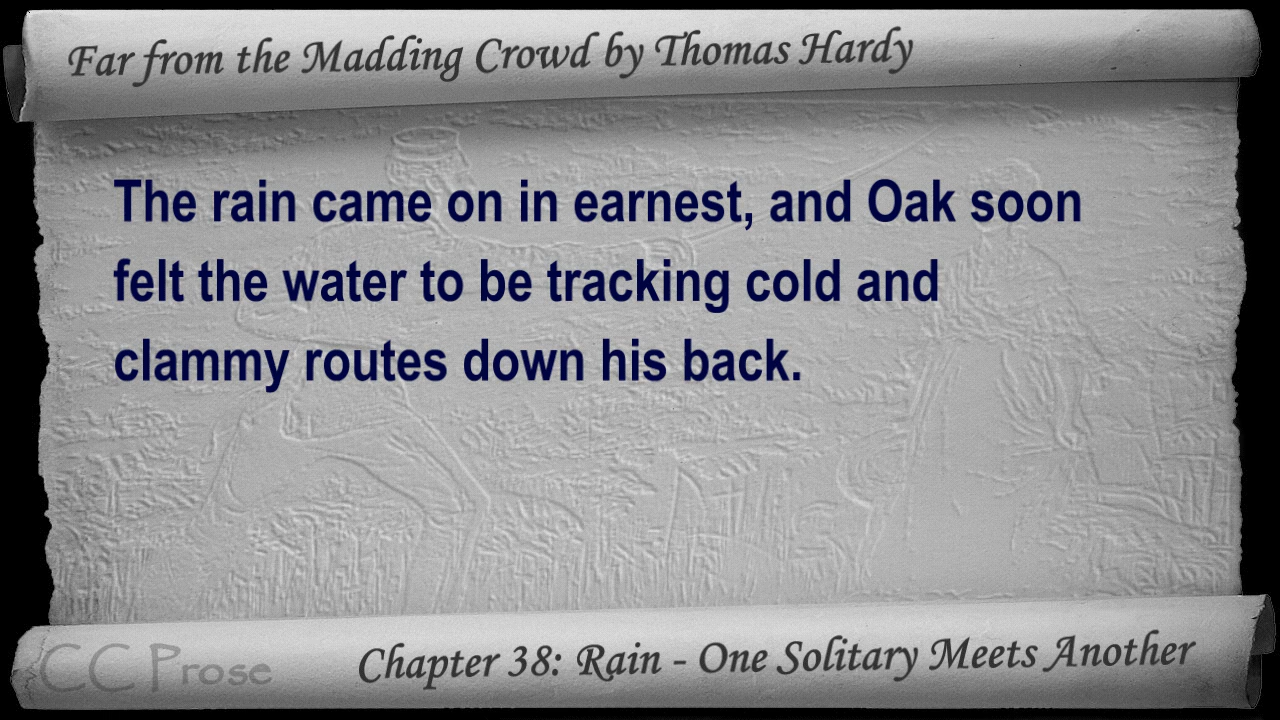 Far from the Madding Crowd by Thomas Hardy
The rain came on in earnest, and Oak soon
felt the water to be tracking cold and
clammy routes down his back.
CC Prose
Chapter 38: Rain - One Solitary Meets Another